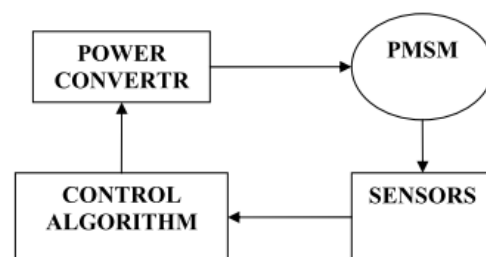 POWER
CONVERTR
PMSM
CONTROL
ALGORITHM
SENSORS